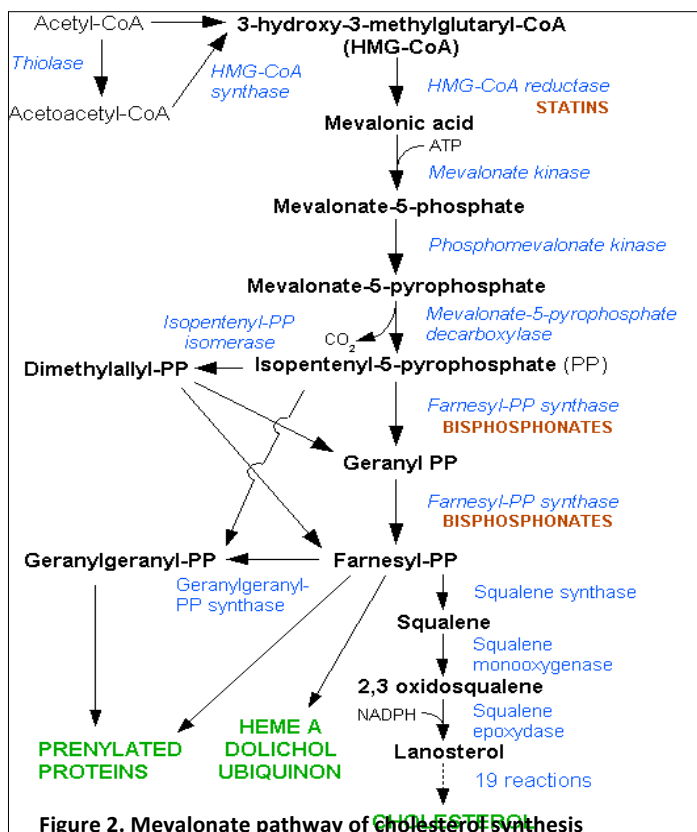 Acetyl-CoA
3-hydroxy-3-methylglutaryl-CoA
(HMG-CoA)
Thiolase
HMG-CoA
synthase
HMG-CoA reductase
STATINS
Acetoacetyl-CoA
Mevalonic acid
ATP
Mevalonate kinase
Mevalonate-5-phosphate
Phosphomevalonate kinase
Mevalonate-5-pyrophosphate
Isopentenyl-PP
isomerase
CO2
Mevalonate-5-pyrophosphate
decarboxylase
Dimethylallyl-PP
Isopentenyl-5-pyrophosphate (PP)
Farnesyl-PP synthase
BISPHOSPHONATES
Geranyl PP
Farnesyl-PP synthase
BISPHOSPHONATES
Geranylgeranyl-PP
Farnesyl-PP
Geranylgeranyl-
PP synthase
Squalene synthase
Squalene
Squalene
monooxygenase
2,3 oxidosqualene
NADPH
Squalene
epoxydase
Lanosterol
PRENYLATED
PROTEINS
HEME A
DOLICHOL
UBIQUINON
19 reactions
CHOLESTEROL
Figure 2. Mevalonate pathway of cholesterol synthesis